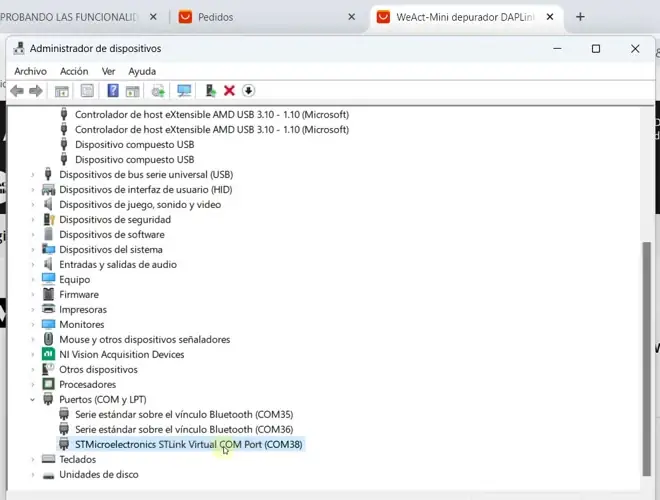 PROBANDO LAS FUNCIONALID
Pedidos
WeAct-Mini depurador DAPLin
Administrador de dispositivos
Archivo Acción Ver Ayuda
Controlador de host eXtensible AMD USB 3.10 - 1.10 (Microsoft)
Controlador de host eXtensible AMD USB 3.10 - 1.10 (Microsoft)
Dispositivo compuesto USB
Dispositivo compuesto USB
Dispositivos de bus serie universal (USB)
Dispositivos de interfaz de usuario (HID)
Dispositivos de juego, sonido y video
Dispositivos de seguridad
Dispositivos de software
Dispositivos del sistema
Entradas y salidas de audio
Equipo
Firmware
Impresoras
Monitores
Mouse y otros dispositivos señaladores
NI Vision Acquisition Devices
Otros dispositivos
Procesadores
Puertos (COM y LPT)
Serie estándar sobre el vínculo Bluetooth (COM35)
Serie estándar sobre el vínculo Bluetooth (COM36)
STMicroelectronics STLink Virtual COM Port (COM38)
Teclados
Unidades de disco